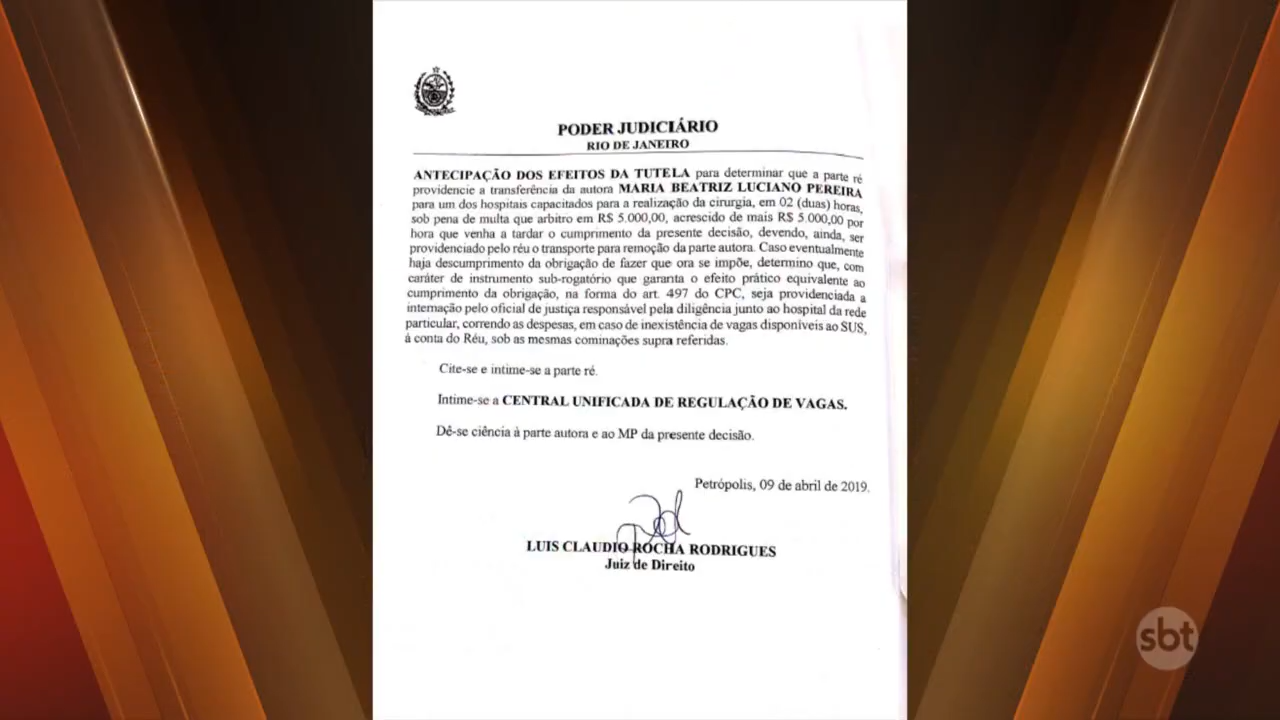 PODER JUDICIÁRIO
RIO DE JANEIRO
ANTECIPAÇÃO DOS EFEITOS DA TUTELA para determinar que a parte ré
providencie a transferência da autora MARIA BEATRIZ LUCIANO PEREIRA
para um dos hospitais capacitados para a realização da cirurgia, em 02 (duas) horas,
sob pena de multa que arbitro em R$ 5.000,00, acrescido de mais R$ 5.000,00 por
hora que venha a tardar o cumprimento da presente decisão, devendo, ainda, ser
providenciado pelo réu o transporte para remoção da parte autora. Caso eventualmente
haja descumprimento da obrigação de fazer que ora se impõe, determino que, com
caráter de instrumento sub-rogatório que garanta o efeito prático equivalente ao
cumprimento da obrigação, na forma do art. 497 do CPC, seja providenciada a
internação pelo oficial de justiça responsável pela diligência junto ao hospital da rede
particular, correndo as despesas, em caso de inexistência de vagas disponíveis ao SUS,
á conta do Réu, sob as mesmas cominações supra referidas.
Cite-se e intime-se a parte ré.
Intime-se a CENTRAL UNIFICADA DE REGULAÇÃO DE VAGAS.
Dê-se ciência à parte autora e ao MP da presente decisão.
Petrópolis, 09 de abril de 2019.
LUIS CLAUDIO ROCHA RODRIGUES
Juiz de Direito
sbt